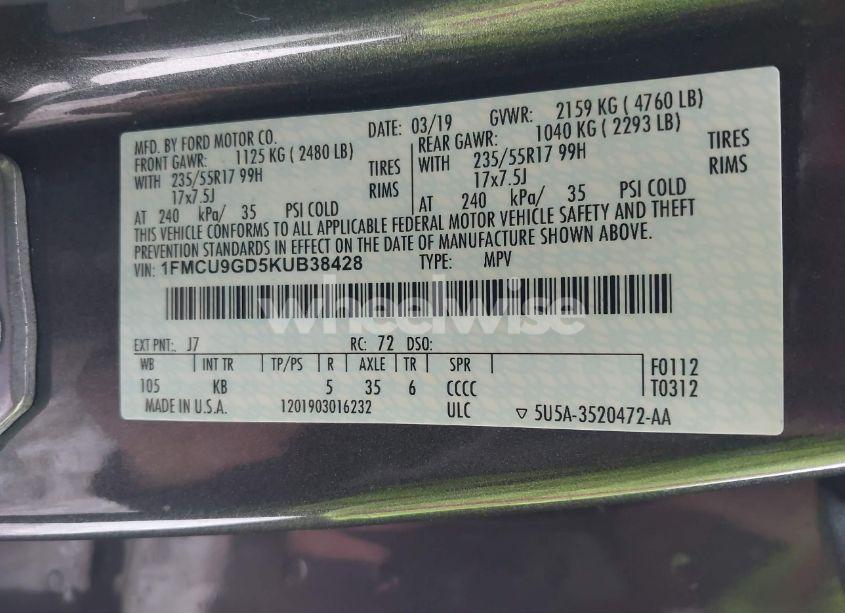 MFD. BY FORD MOTOR CO.
DATE: 03/19 GVWR: 2159 KG ( 4760 LB)
FRONT GAWR: 1125 KG ( 2480 LB)
WITH 235/55R17 99H TIRES
17x7.5J RIMS
AT 240 kPa/ 35 PSI COLD
REAR GAWR: 1040 KG ( 2293 LB)
WITH 235/55R17 99H TIRES
17x7.5J RIMS
AT 240 kPa/ 35 PSI COLD
THIS VEHICLE CONFORMS TO ALL APPLICABLE FEDERAL MOTOR VEHICLE SAFETY AND THEFT
PREVENTION STANDARDS IN EFFECT ON THE DATE OF MANUFACTURE SHOWN ABOVE.
VIN: 1FMCU9GD5KUB38428 TYPE: MPV
wheelwise
EXT PNT: J7 RC: 72 DSO:
WB INT TR TP/PS R AXLE TR SPR
105 KB 5 35 6 CCCC
F0112
T0312
MADE IN U.S.A. 1201903016232 ULC ▽ 5U5A-3520472-AA